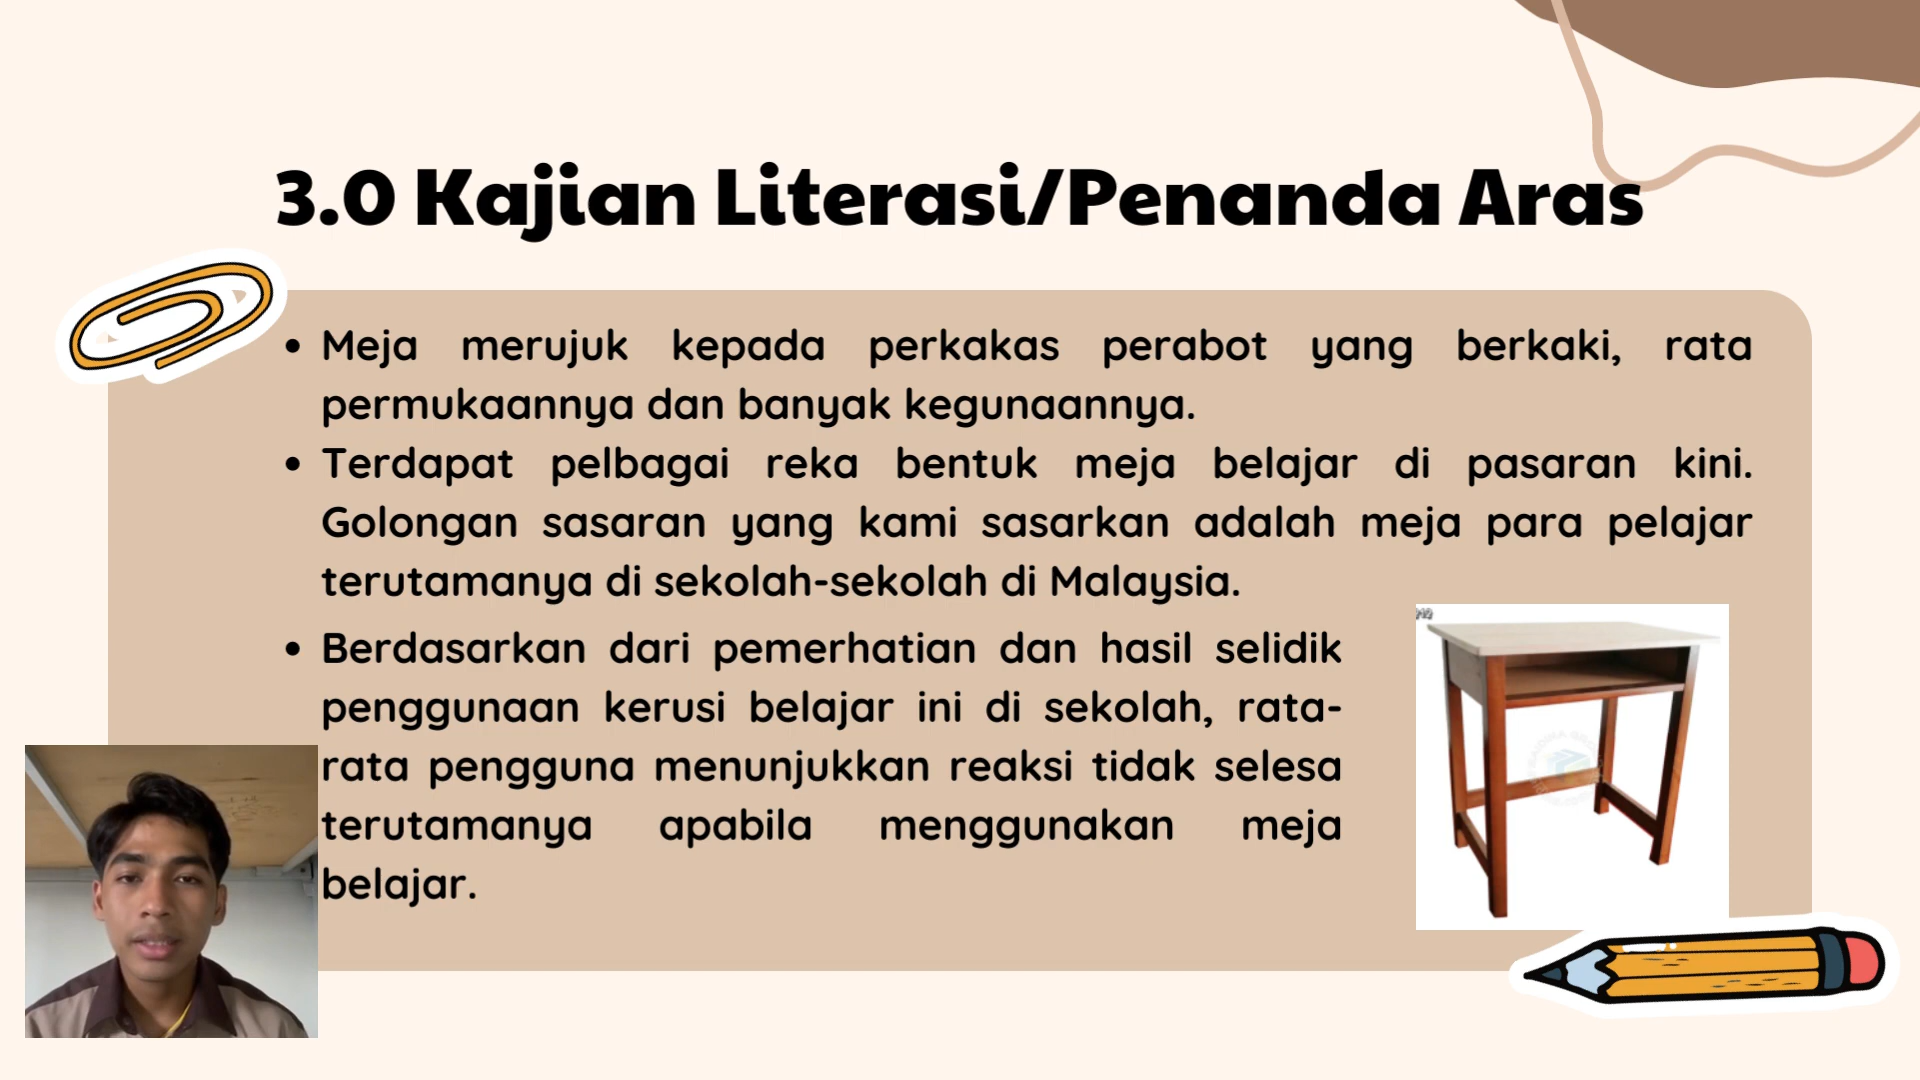 3.0 Kajian Literasi/Penanda Aras
Meja merujuk kepada perkakas perabot yang berkaki, rata
permukaannya dan banyak kegunaannya.
Terdapat pelbagai reka bentuk meja belajar di pasaran kini.
Golongan sasaran yang kami sasarkan adalah meja para pelajar
terutamanya di sekolah-sekolah di Malaysia.
Berdasarkan dari pemerhatian dan hasil selidik
penggunaan kerusi belajar ini di sekolah, rata-
rata pengguna menunjukkan reaksi tidak selesa
terutamanya apabila menggunakan meja
belajar.